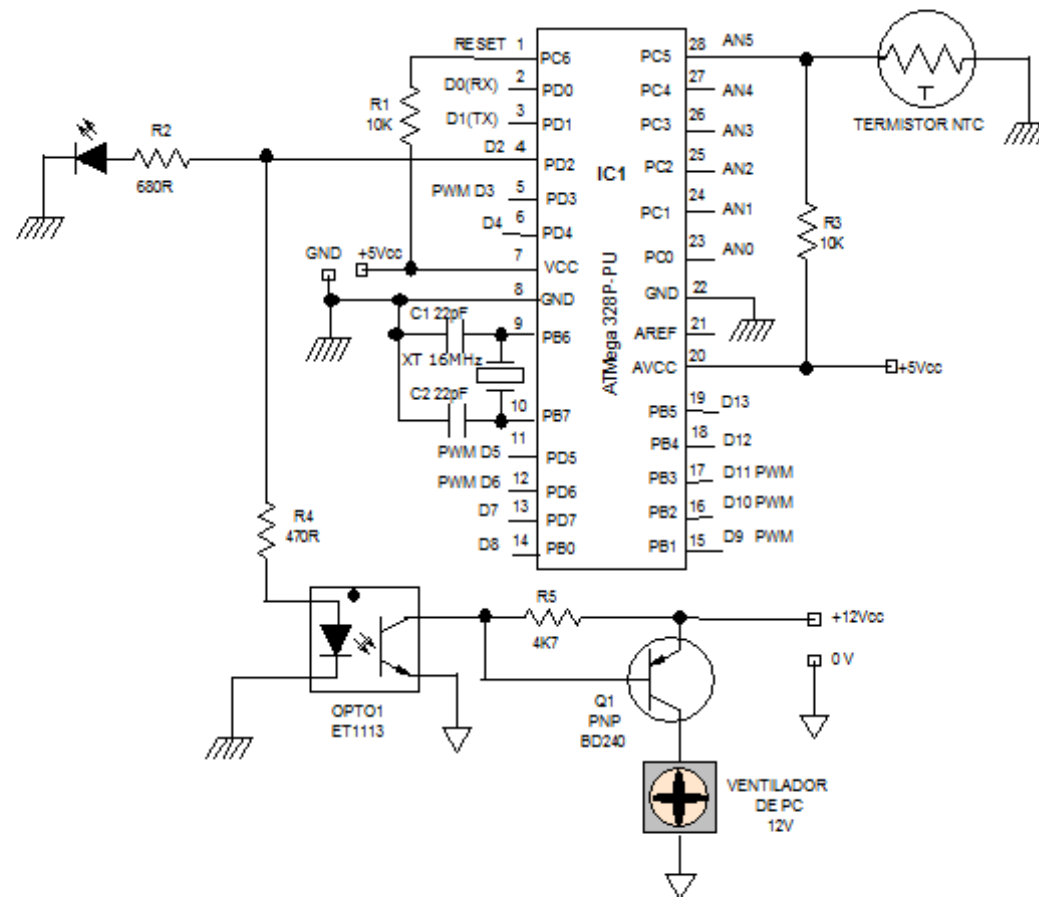 RESET 1
PC6
D0(RX) 2
PD0
D1(TX) 3
PD1
D2 4
PD2
PWM D3 5
PD3
D4 6
PD4
+5Vcc 7
VCC
GND 8
GND
C1 22pF 9
PB6
XT 16MHz
C2 22pF 10
PB7
PWM D5 11
PD5
PWM D6 12
PD6
D7 13
PD7
D8 14
PB0
R1
10K
R2
680R
IC1
ATMega 328P-PU
PC5
28 AN5
PC4
27 AN4
PC3
26 AN3
PC2
25 AN2
PC1
24 AN1
PC0
23 AN0
GND
22
AREF
21
AVCC
20
+5Vcc
PB5
19 D13
PB4
18 D12
PB3
17 D11 PWM
PB2
16 D10 PWM
PB1
15 D9 PWM
T
TERMISTOR NTC
R3
10K
R4
470R
OPTO1
ET1113
R5
4K7
+12Vcc
0 V
Q1
PNP
BD240
VENTILADOR
DE PC
12V